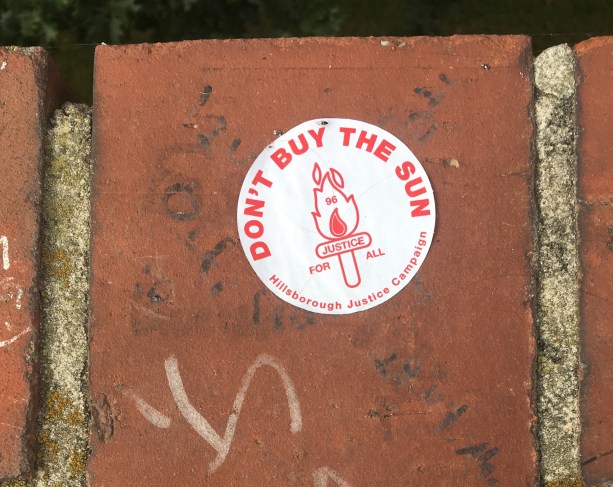 DON'T BUY THE SUN
96
JUSTICE
FOR ALL
Hillsborough Justice Campaign